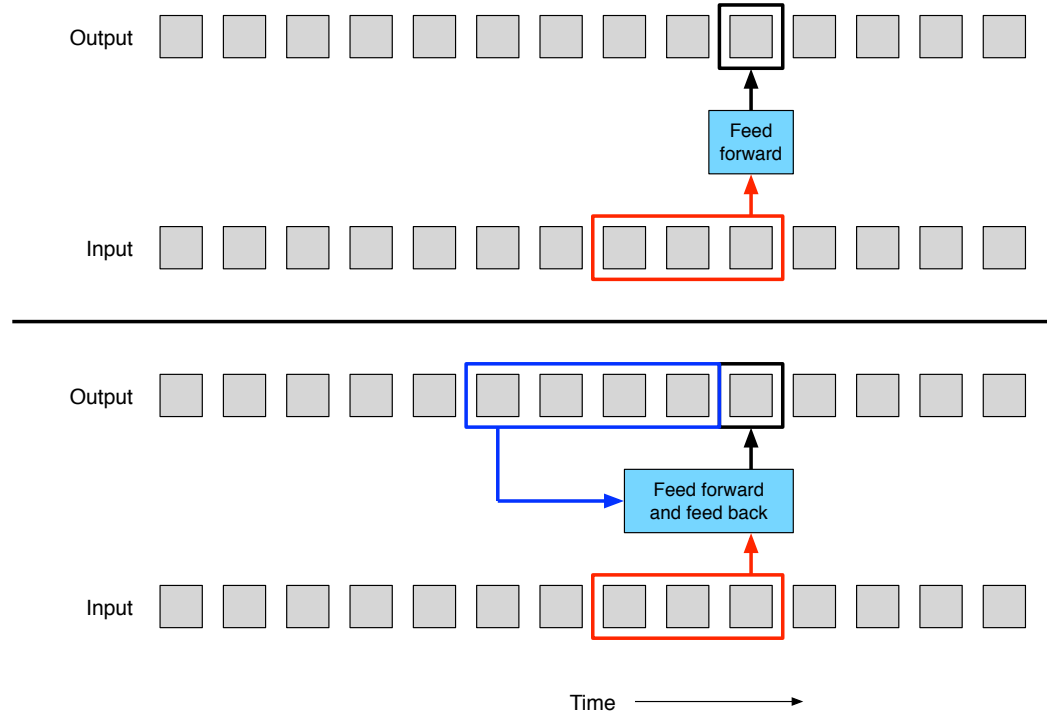 Output
Feed
forward
Input
Output
Feed forward
and feed back
Input
Time